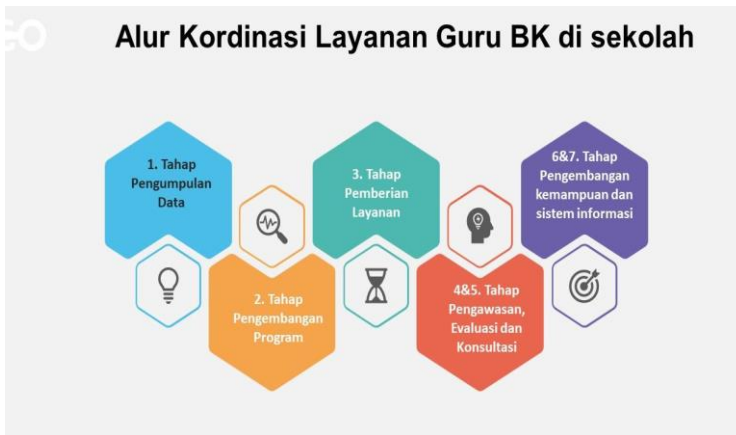 Alur Kordinasi Layanan Guru BK di sekolah
1. Tahap
Pengumpulan
Data
2. Tahap
Pengembangan
Program
3. Tahap
Pemberian
Layanan
4&5. Tahap
Pengawasan,
Evaluasi dan
Konsultasi
6&7. Tahap
Pengembangan
kemampuan dan
sistem informasi